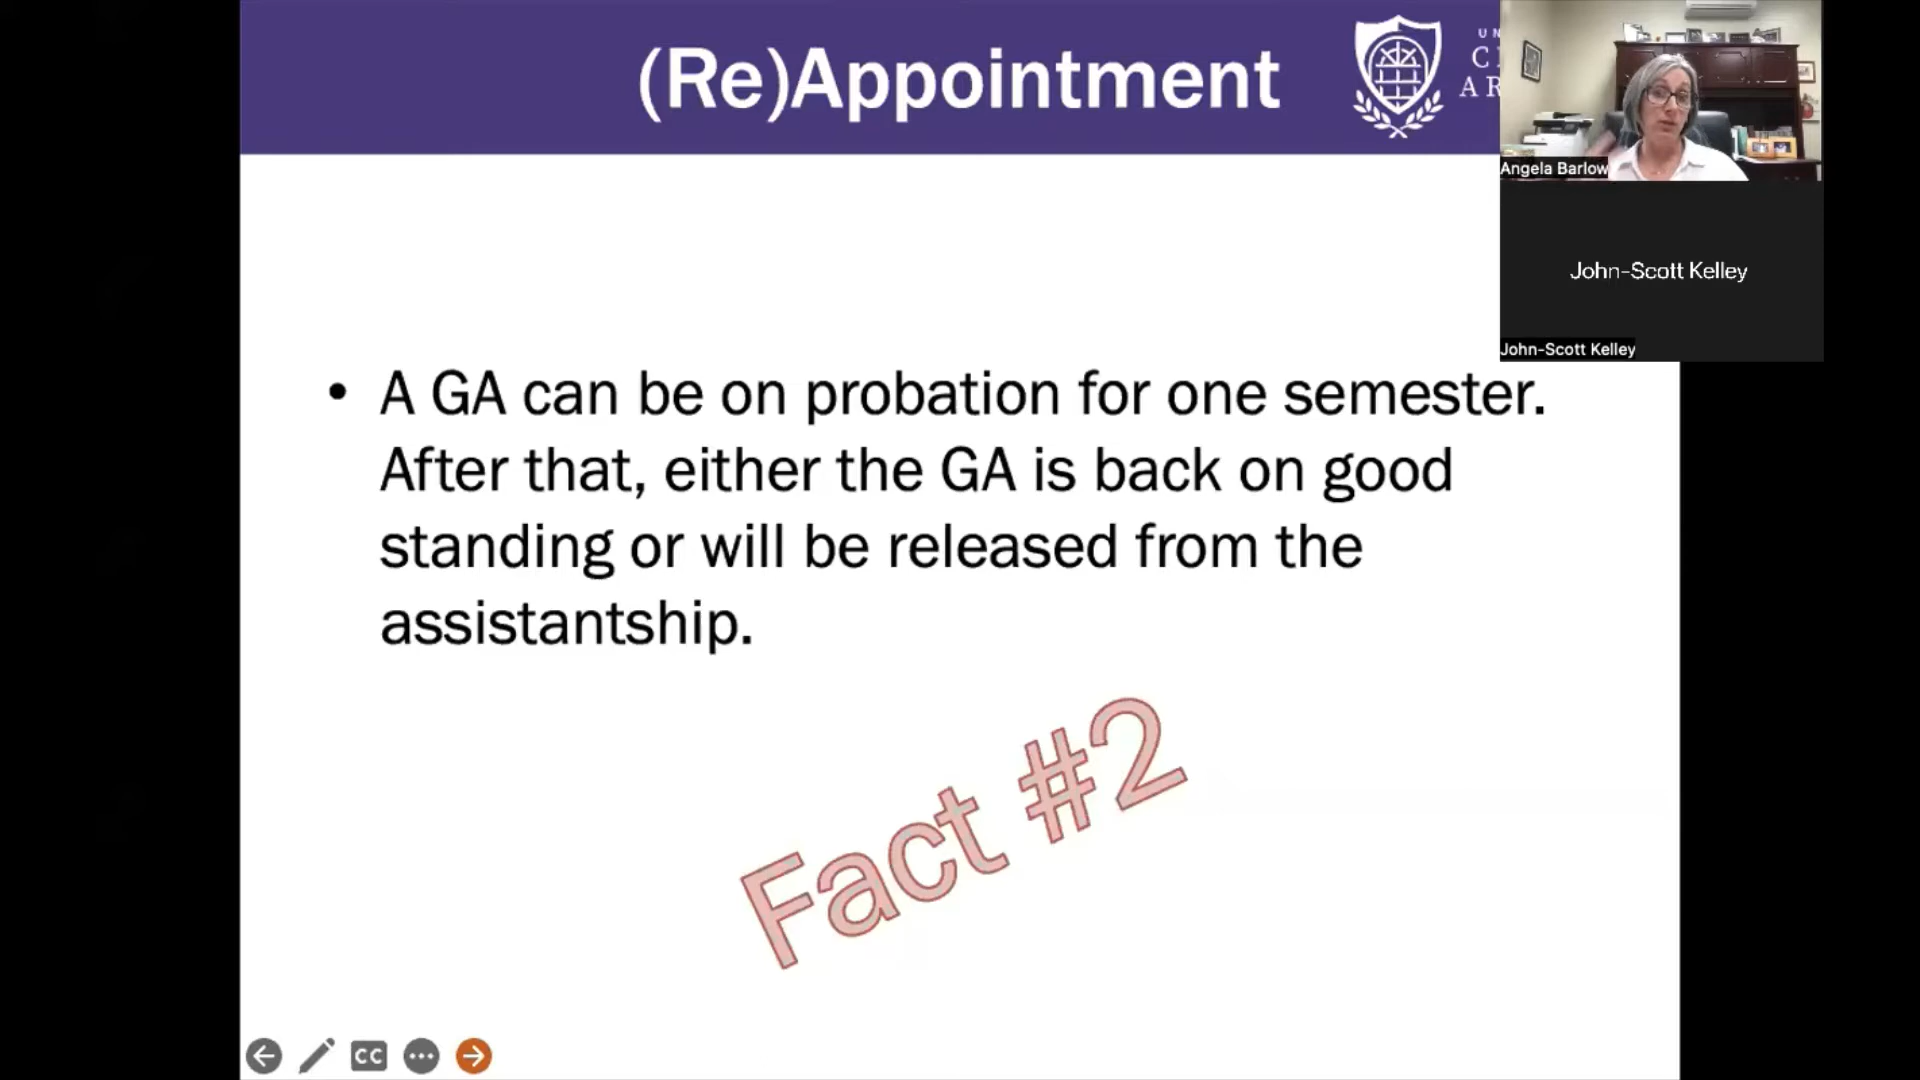 (Re)Appointment
Angela Barlow
John-Scott Kelley
John-Scott Kelley
• A GA can be on probation for one semester.
After that, either the GA is back on good
standing or will be released from the
assistantship.
Fact #2
CC